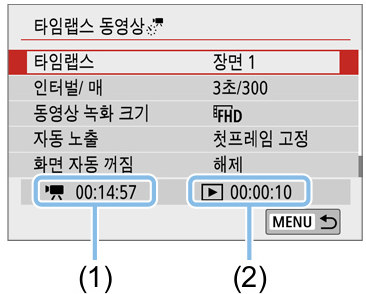 타임랩스 동영상
타임랩스 장면 1
인터벌/ 매 3초/300
동영상 녹화 크기 FHD
자동 노출 첫프레임 고정
화면 자동 꺼짐 해제
00:14:57 00:00:10
MENU
(1) (2)